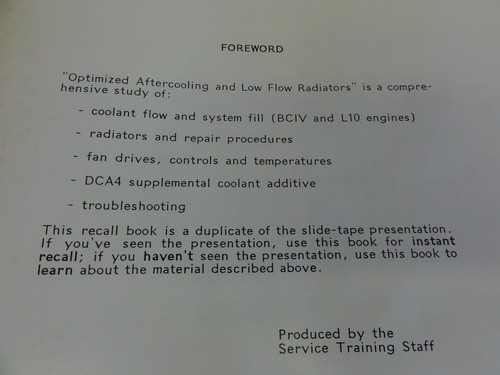 FOREWORD
"Optimized Aftercooling and Low Flow Radiators" is a compre-
hensive study of:
- coolant flow and system fill (BCIV and L10 engines)
- radiators and repair procedures
- fan drives, controls and temperatures
- DCA4 supplemental coolant additive
- troubleshooting
This recall book is a duplicate of the slide-tape presentation.
If you've seen the presentation, use this book for instant
recall; if you haven't seen the presentation, use this book to
learn about the material described above.
Produced by the
Service Training Staff